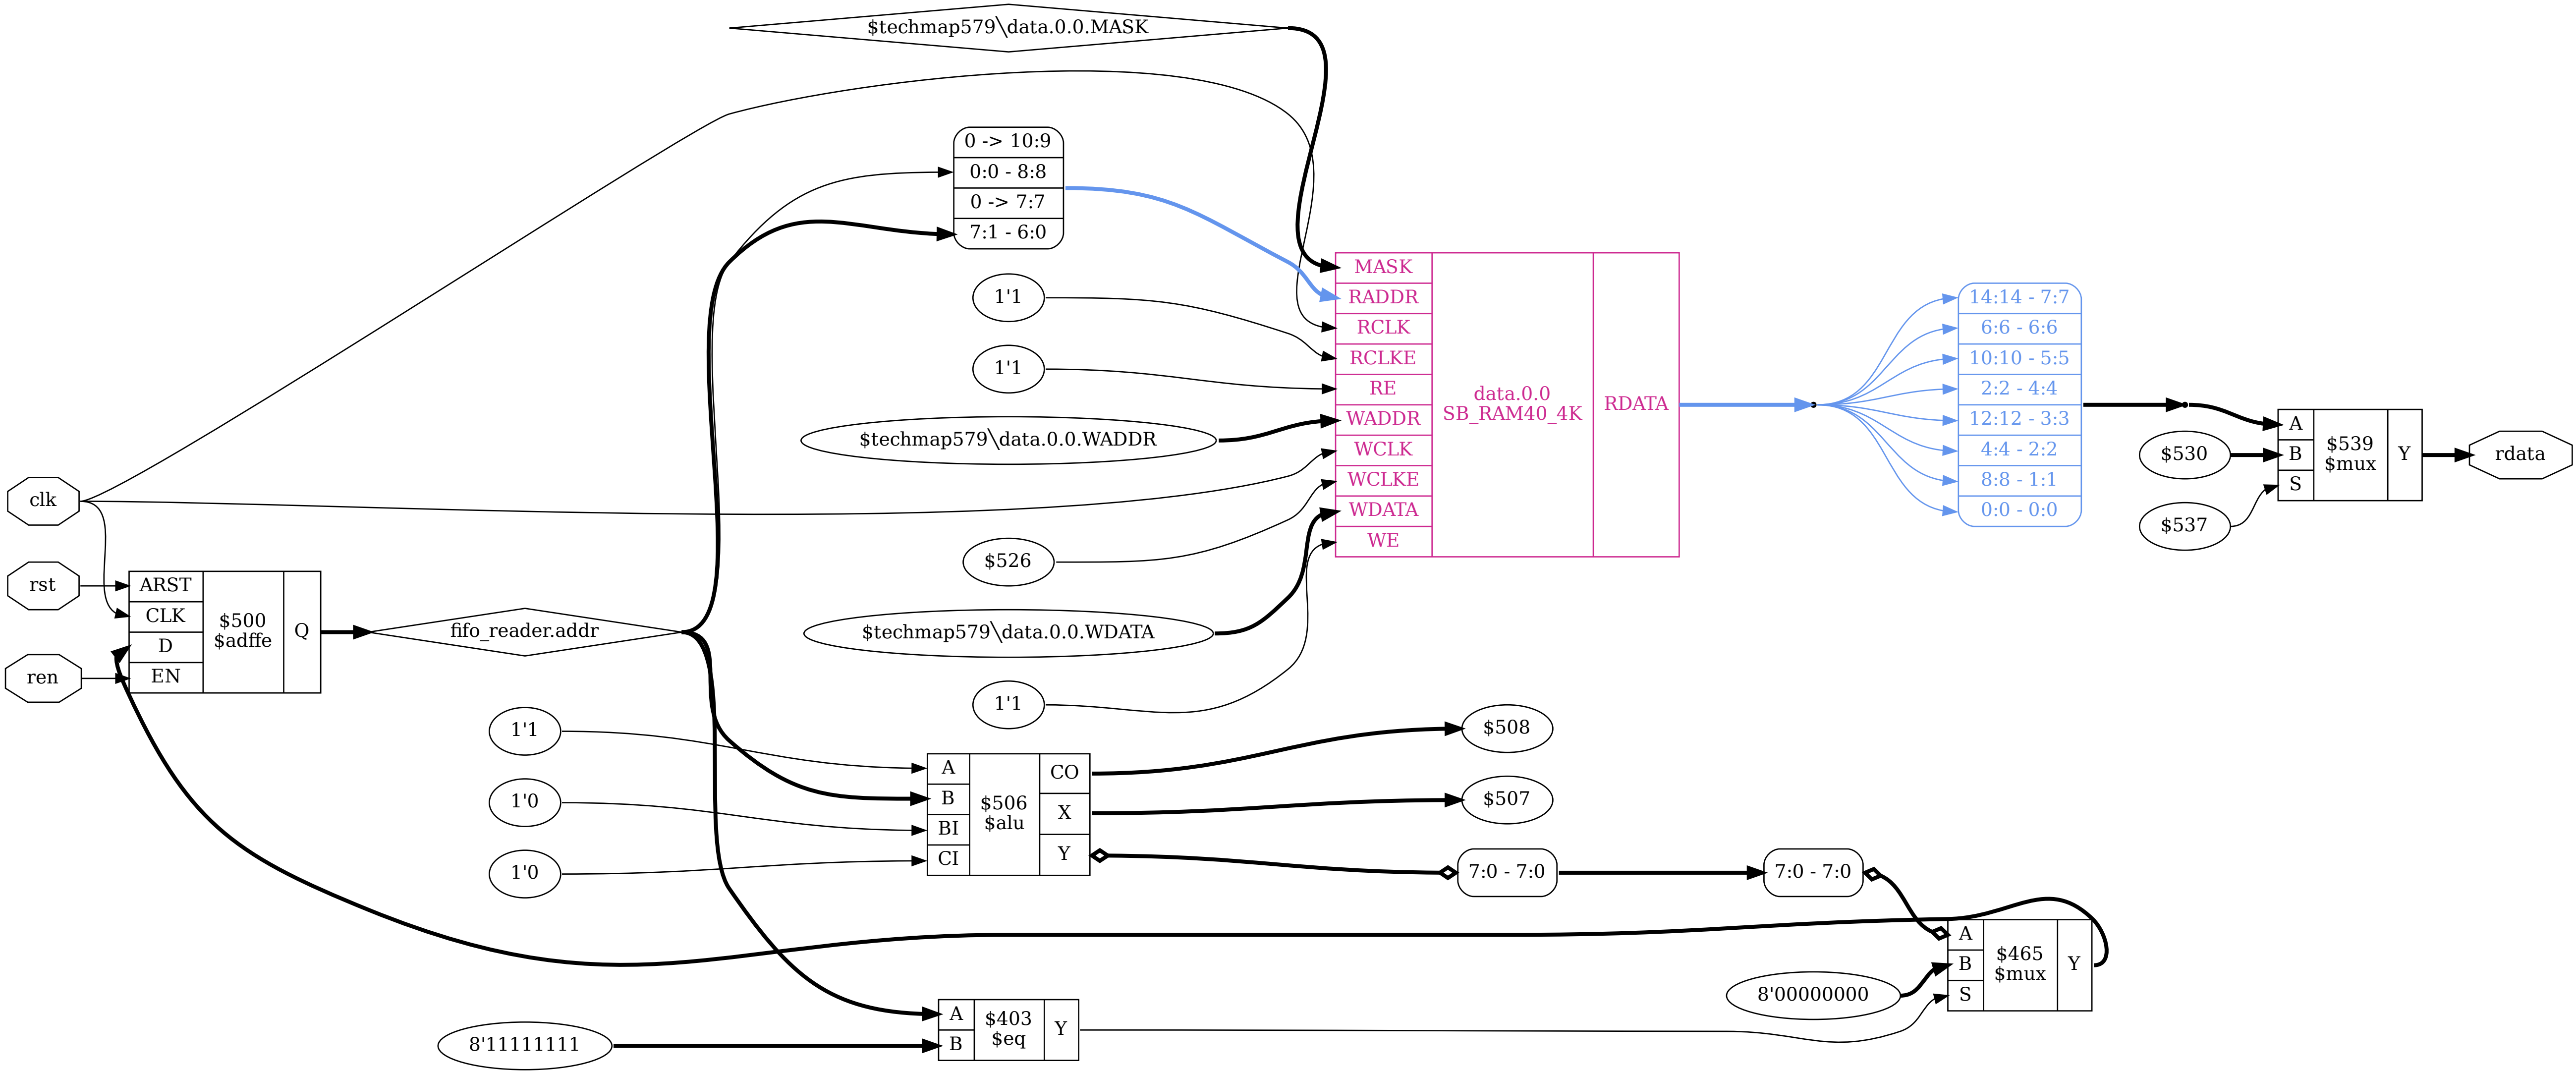 $techmap579\data.0.0.MASK
0 -> 10:9
0:0 - 8:8
0 -> 7:7
7:1 - 6:0
1'1
1'1
$techmap579\data.0.0.WADDR
$526
$techmap579\data.0.0.WDATA
1'1
MASK
RADDR
RCLK
RCLKE
RE
WADDR
WCLK
WCLKE
WDATA
WE
data.0.0
SB_RAM40_4K
RDATA
14:14 - 7:7
6:6 - 6:6
10:10 - 5:5
2:2 - 4:4
12:12 - 3:3
4:4 - 2:2
8:8 - 1:1
0:0 - 0:0
$530
$537
A
B
S
$539
$mux
Y
rdata
clk
rst
ren
ARST
CLK
D
EN
$500
$adffe
Q
fifo_reader.addr
1'1
1'0
1'0
A
B
BI
CI
$506
$alu
CO
X
Y
$508
$507
7:0 - 7:0
7:0 - 7:0
8'11111111
A
B
$403
$eq
Y
8'00000000
A
B
S
$465
$mux
Y